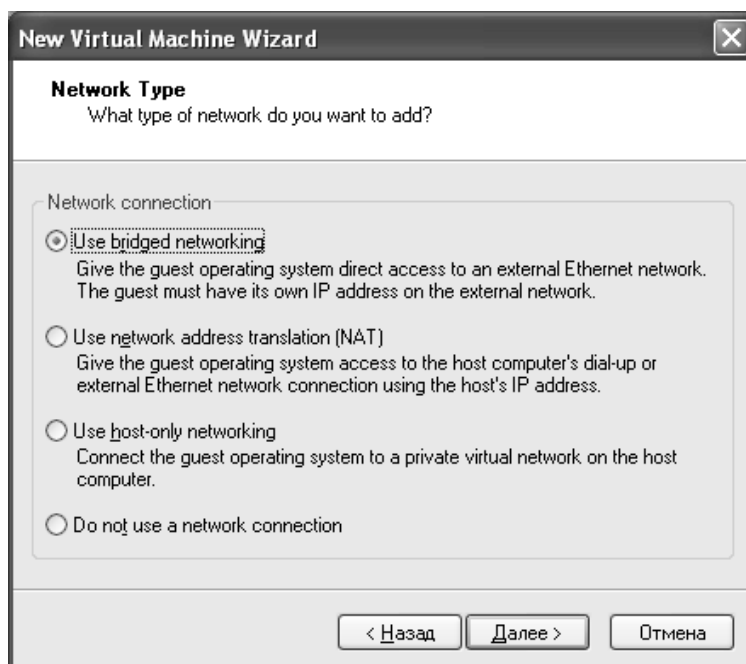 New Virtual Machine Wizard
Network Type
What type of network do you want to add?
Network connection
Use bridged networking
Give the guest operating system direct access to an external Ethernet network.
The guest must have its own IP address on the external network.
Use network address translation (NAT)
Give the guest operating system access to the host computer's dial-up or
external Ethernet network connection using the host's IP address.
Use host-only networking
Connect the guest operating system to a private virtual network on the host
computer.
Do not use a network connection
< Назад
Далее >
Отмена